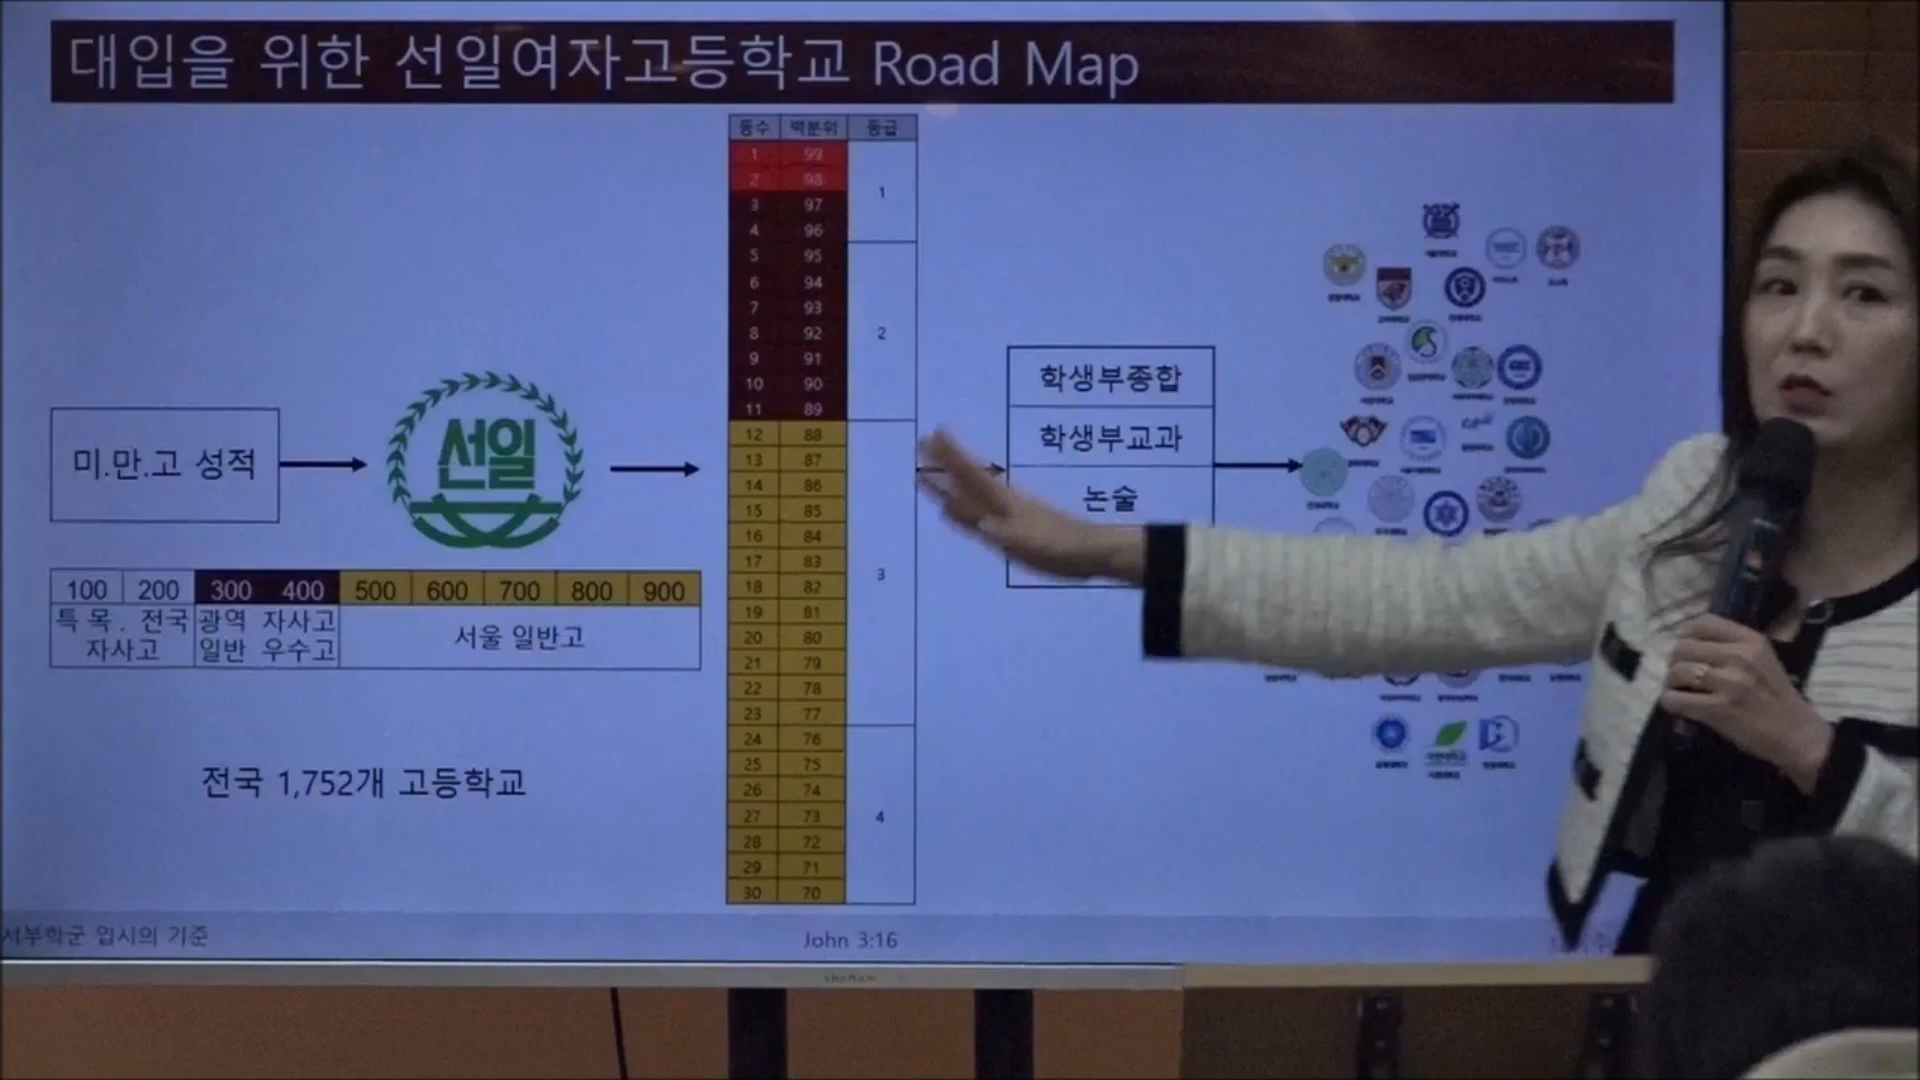 대입을 위한 선일여자고등학교 Road Map
등수 백분위 등급
1 99
2 98
3 97
4 96
1
5 95
6 94
7 93
8 92
9 91
10 90
11 89
2
12 88
13 87
14 86
15 85
16 84
17 83
18 82
19 81
20 80
21 79
22 78
23 77
3
24 76
25 75
26 74
27 73
28 72
29 71
30 70
4
미.만.고 성적
선일
100 200 300 400 500 600 700 800 900
특목. 전국
자사고
광역 자사고
일반 우수고
서울 일반고
전국 1,752개 고등학교
학생부종합
학생부교과
논술
서부학군 입시의 기준
John 3:16